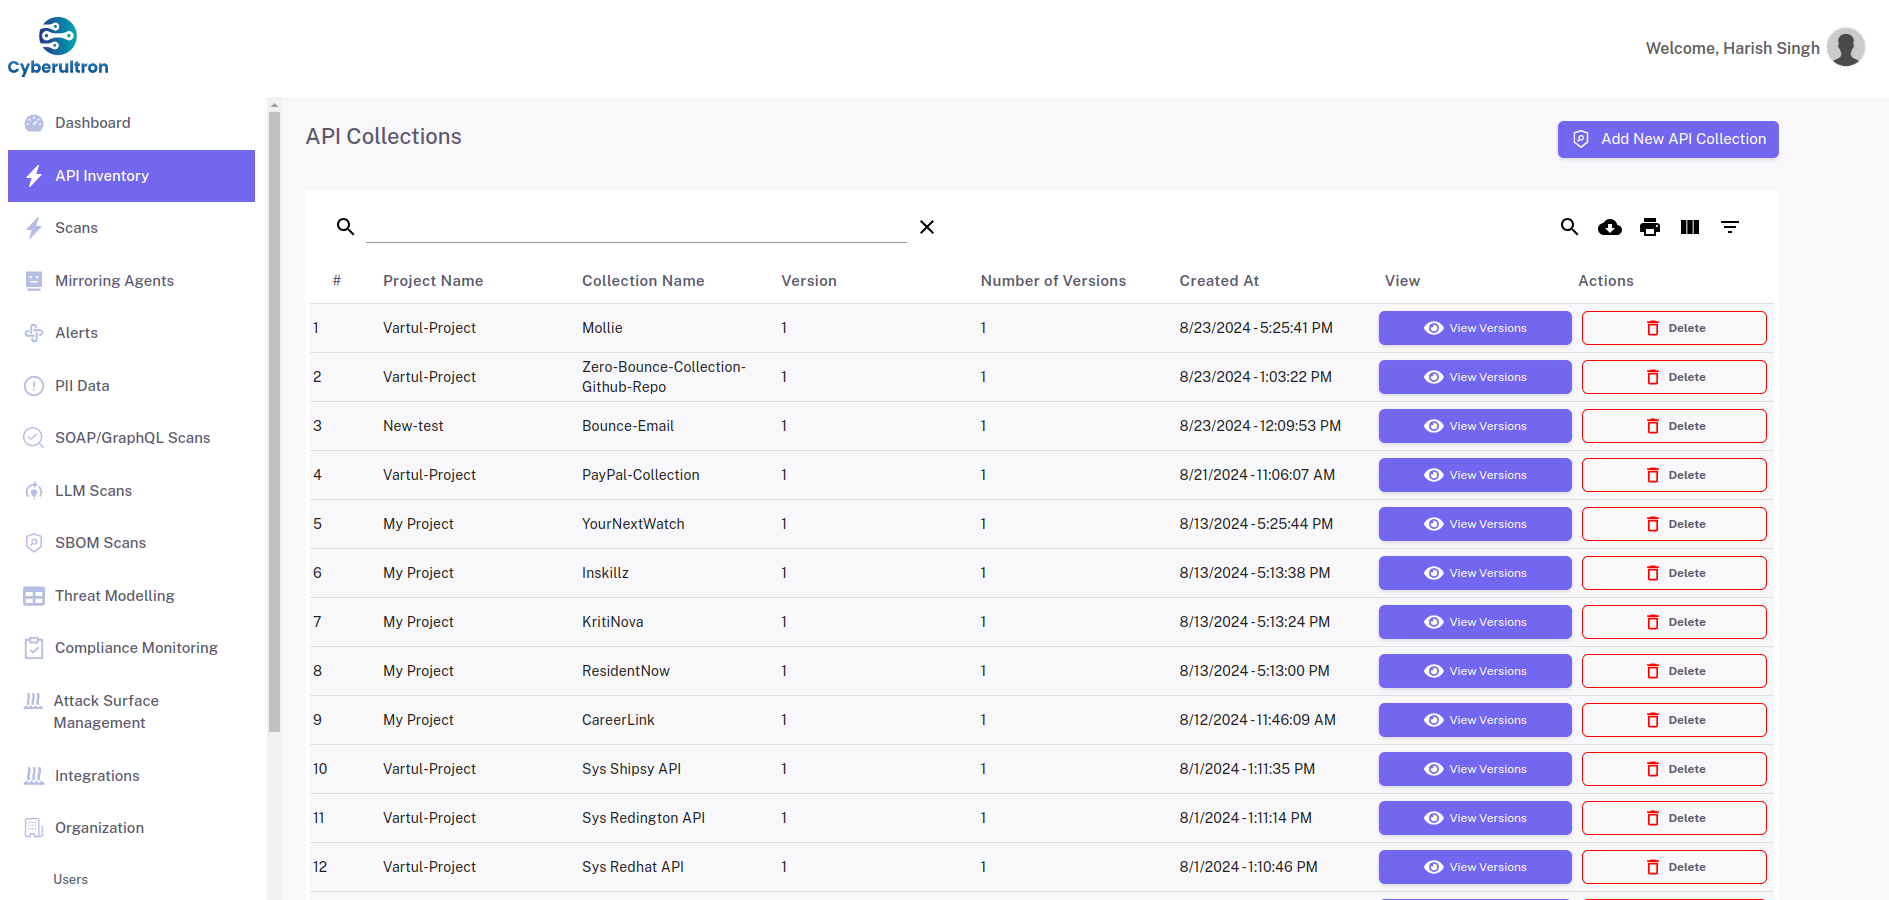 Cyberultron
Welcome, Harish Singh
Dashboard
API Inventory
Scans
Mirroring Agents
Alerts
PII Data
SOAP/GraphQL Scans
LLM Scans
SBOM Scans
Threat Modelling
Compliance Monitoring
Attack Surface
Management
Integrations
Organization
Users
API Collections
Add New API Collection
# Project Name Collection Name Version Number of Versions Created At View Actions
1 Vartul-Project Mollie 1 1 8/23/2024 - 5:25:41 PM View Versions Delete
2 Vartul-Project Zero-Bounce-Collection- 1 1 8/23/2024 - 1:03:22 PM View Versions Delete
Github-Repo
3 New-test Bounce-Email 1 1 8/23/2024 - 12:09:53 PM View Versions Delete
4 Vartul-Project PayPal-Collection 1 1 8/21/2024 - 11:06:07 AM View Versions Delete
5 My Project YourNextWatch 1 1 8/13/2024 - 5:25:44 PM View Versions Delete
6 My Project Inskillz 1 1 8/13/2024 - 5:13:38 PM View Versions Delete
7 My Project KritiNova 1 1 8/13/2024 - 5:13:24 PM View Versions Delete
8 My Project ResidentNow 1 1 8/13/2024 - 5:13:00 PM View Versions Delete
9 My Project CareerLink 1 1 8/12/2024 - 11:46:09 AM View Versions Delete
10 Vartul-Project Sys Shipsy API 1 1 8/1/2024 - 1:11:35 PM View Versions Delete
11 Vartul-Project Sys Redington API 1 1 8/1/2024 - 1:11:14 PM View Versions Delete
12 Vartul-Project Sys Redhat API 1 1 8/1/2024 - 1:10:46 PM View Versions Delete